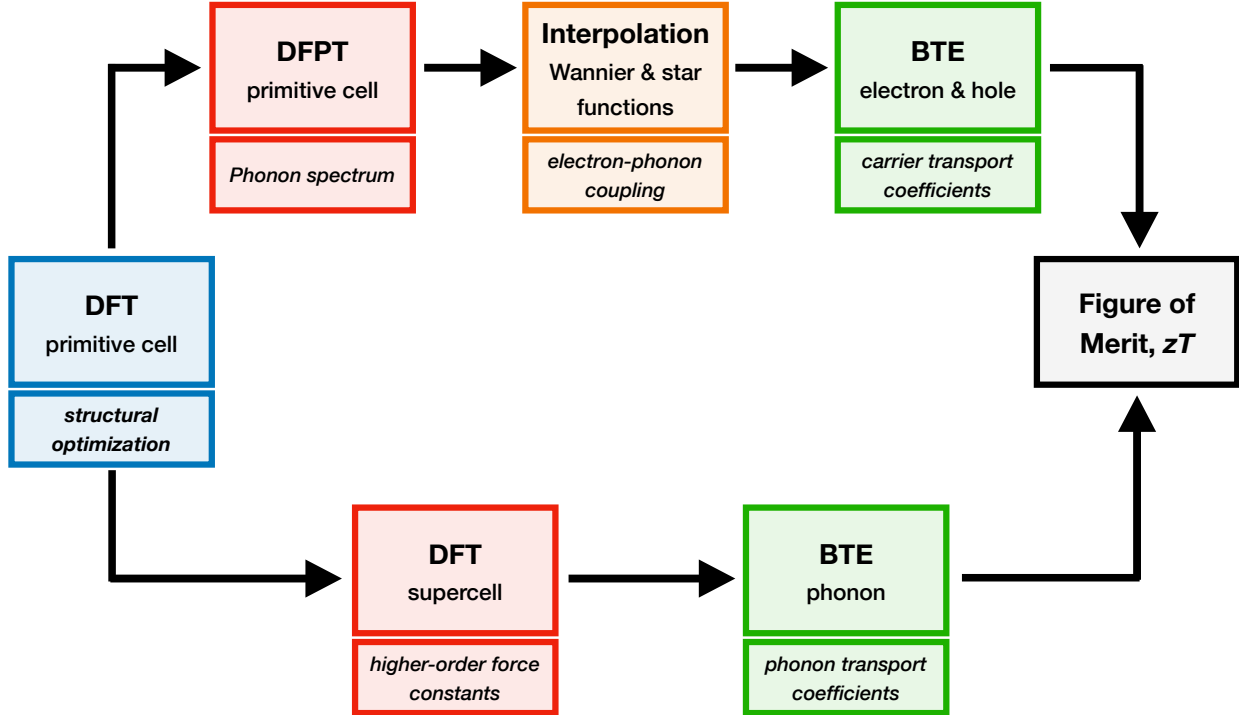 DFPT
primitive cell
Phonon spectrum
Interpolation
Wannier & star
functions
electron-phonon
coupling
BTE
electron & hole
carrier transport
coefficients
DFT
primitive cell
structural
optimization
Figure of
Merit, zT
DFT
supercell
higher-order force
constants
BTE
phonon
phonon transport
coefficients